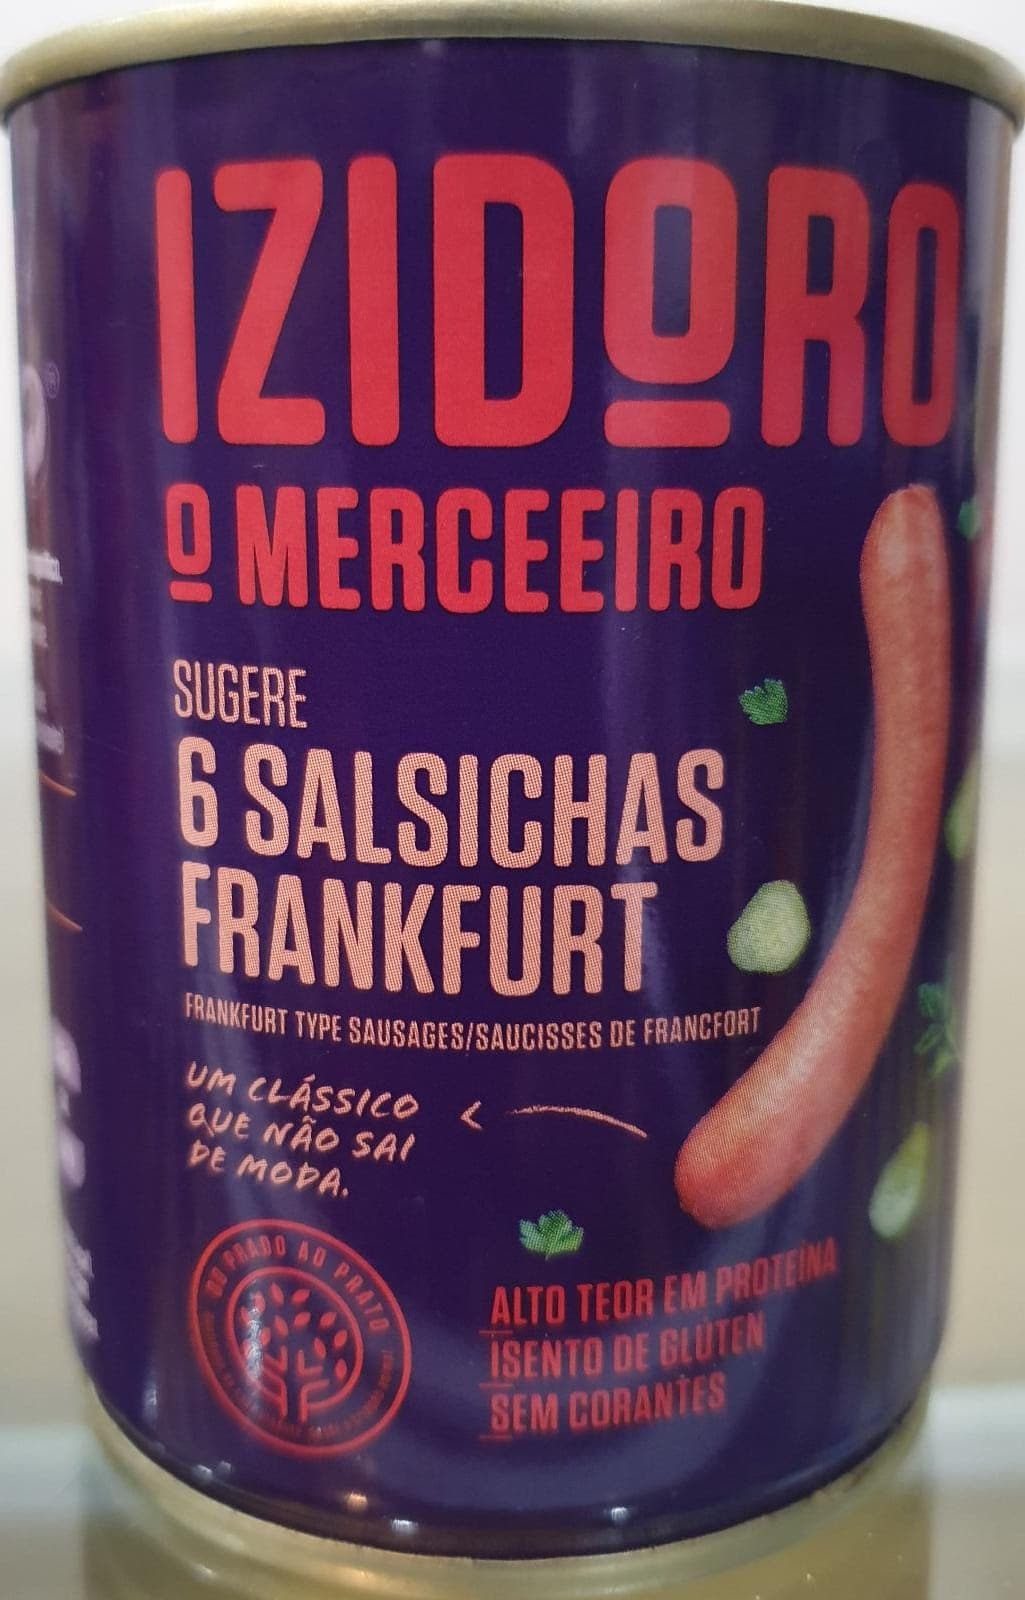 IZIDORO
O MERCEEIRO
SUGERE
6 SALSICHAS
FRANKFURT
FRANKFURT TYPE SAUSAGES/SAUCISSES DE FRANCFORT
UM CLÁSSICO
QUE NÃO SAI
DE MODA.
DO PRADO AO PRATO
ALTO TEOR EM PROTEÍNA
ISENTO DE GLÚTEN
SEM CORANTES